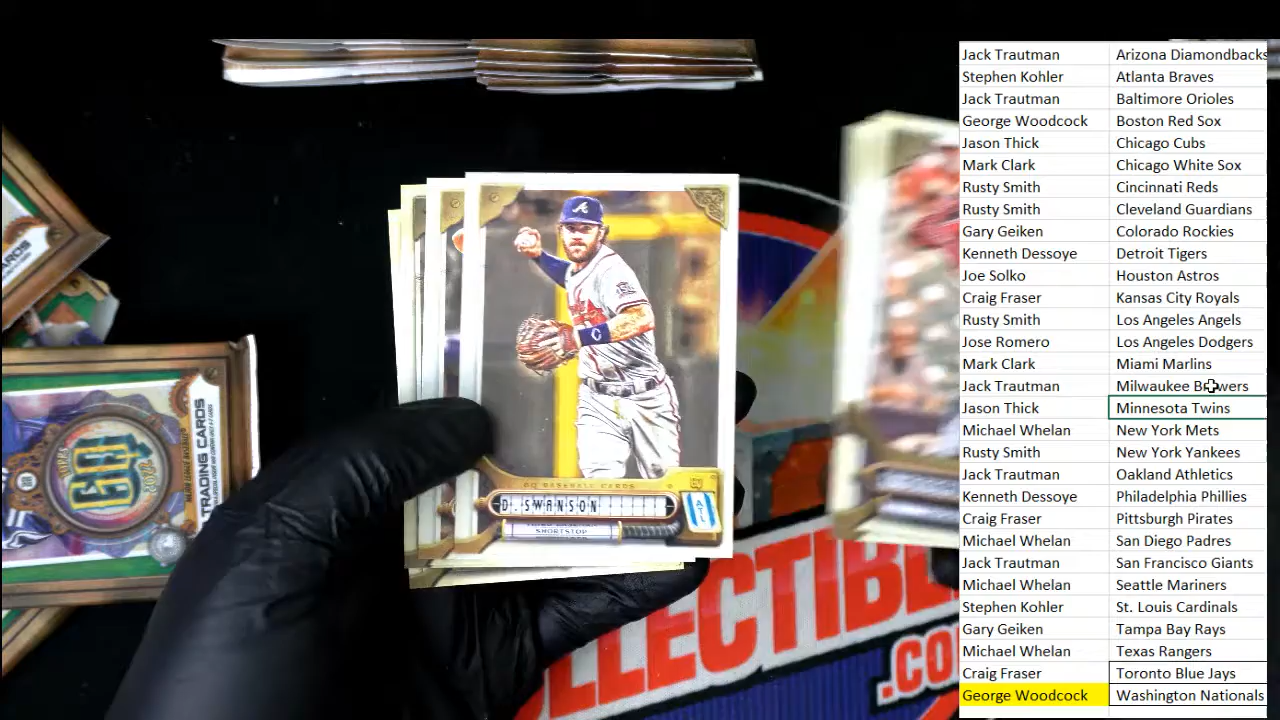 Jack Trautman Arizona Diamondbacks
Stephen Kohler Atlanta Braves
Jack Trautman Baltimore Orioles
George Woodcock Boston Red Sox
Jason Thick Chicago Cubs
Mark Clark Chicago White Sox
Rusty Smith Cincinnati Reds
Rusty Smith Cleveland Guardians
Gary Geiken Colorado Rockies
Kenneth Dessoye Detroit Tigers
Joe Solko Houston Astros
Craig Fraser Kansas City Royals
Rusty Smith Los Angeles Angels
Jose Romero Los Angeles Dodgers
Mark Clark Miami Marlins
Jack Trautman Milwaukee Brewers
Jason Thick Minnesota Twins
Michael Whelan New York Mets
Rusty Smith New York Yankees
Jack Trautman Oakland Athletics
Kenneth Dessoye Philadelphia Phillies
Craig Fraser Pittsburgh Pirates
Michael Whelan San Diego Padres
Jack Trautman San Francisco Giants
Michael Whelan Seattle Mariners
Stephen Kohler St. Louis Cardinals
Gary Geiken Tampa Bay Rays
Michael Whelan Texas Rangers
Craig Fraser Toronto Blue Jays
George Woodcock Washington Nationals
GQ BASEBALL CARDS
D. SWANSON
SHORTSTOP
ATL
GQ
TRADING CARDS
LLECTIBLE
.CO